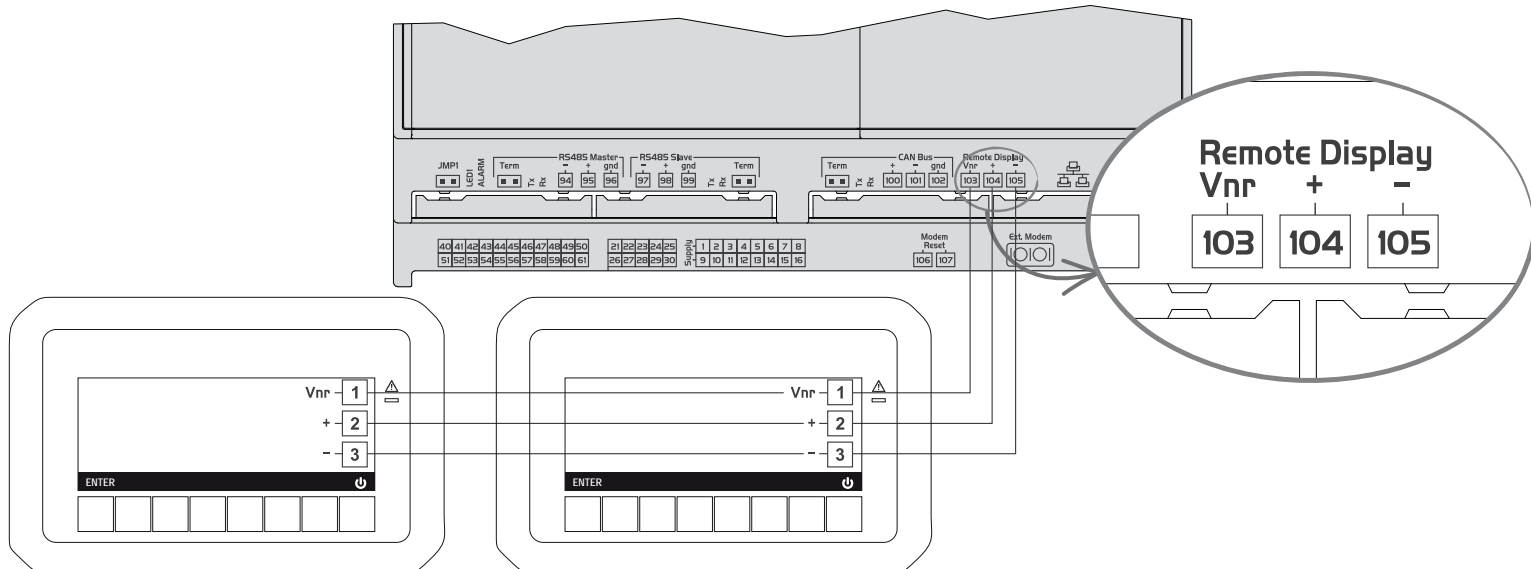 JMP1
LED1
ALARM
Term
RS485 Master
- + gnd
Tx
Rx
94 95 96
RS485 Slave
- + gnd
97 98 99
Tx
Rx
Term
Term
CAN Bus
+ - gnd
Tx
Rx
100 101 102
Remote Display
Vnr + -
103 104 105
40 41 42 43 44 45 46 47 48 49 50
51 52 53 54 55 56 57 58 59 60 61
21 22 23 24 25
26 27 28 29 30
Supply
1 2 3 4 5 6 7 8
9 10 11 12 13 14 15 16
Modem
Reset
106 107
Ext. Modem
Remote Display
Vnr + -
103 104 105
Vnr 1
+ 2
- 3
ENTER
Vnr 1
+ 2
- 3
ENTER